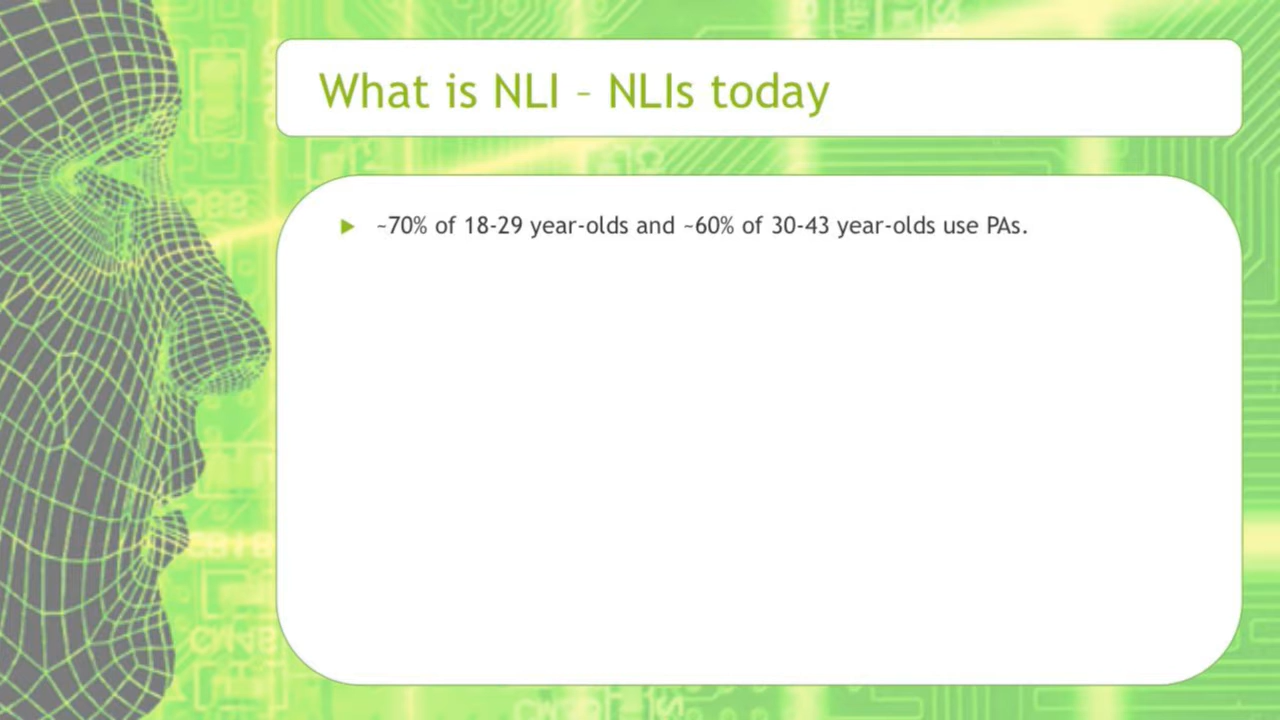 What is NLI – NLIs today
~70% of 18-29 year-olds and ~60% of 30-43 year-olds use PAs.